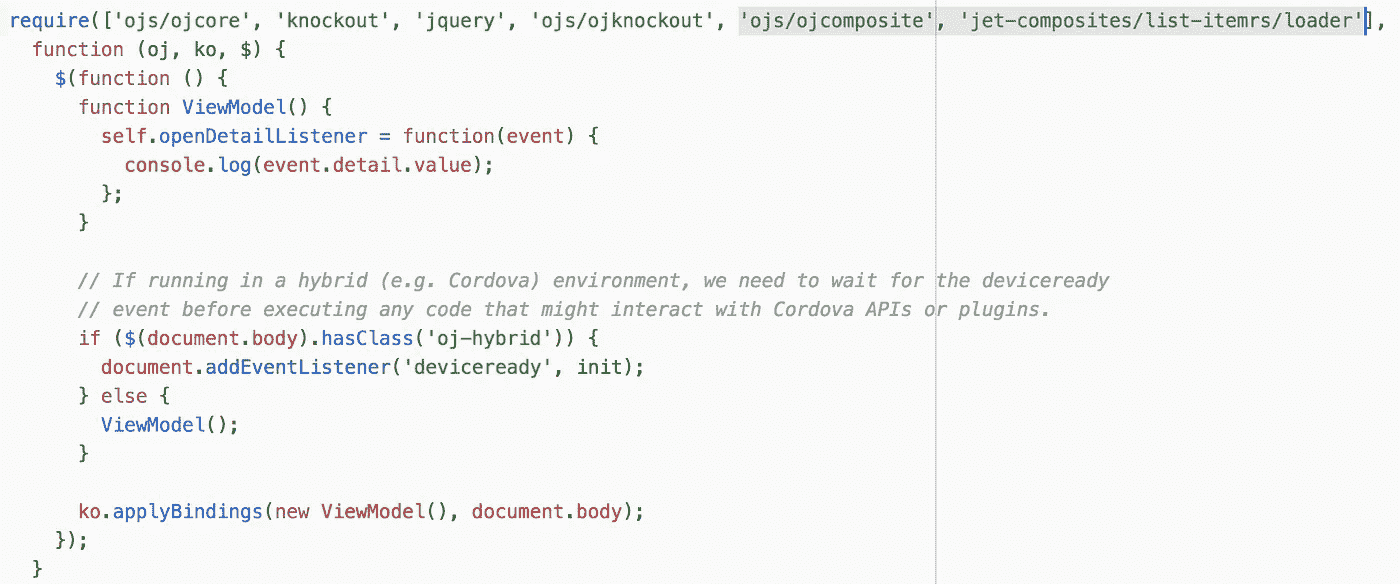 require(['ojs/ojcore', 'knockout', 'jquery', 'ojs/ojknockout', 'ojs/ojcomposite', 'jet-composites/list-itemrs/loader'],
  function (oj, ko, $) {
    $(function () {
      function ViewModel() {
        self.openDetailListener = function(event) {
          console.log(event.detail.value);
        };
      }

      // If running in a hybrid (e.g. Cordova) environment, we need to wait for the deviceready
      // event before executing any code that might interact with Cordova APIs or plugins.
      if ($(document.body).hasClass('oj-hybrid')) {
        document.addEventListener('deviceready', init);
      } else {
        ViewModel();
      }

      ko.applyBindings(new ViewModel(), document.body);
    });
  }